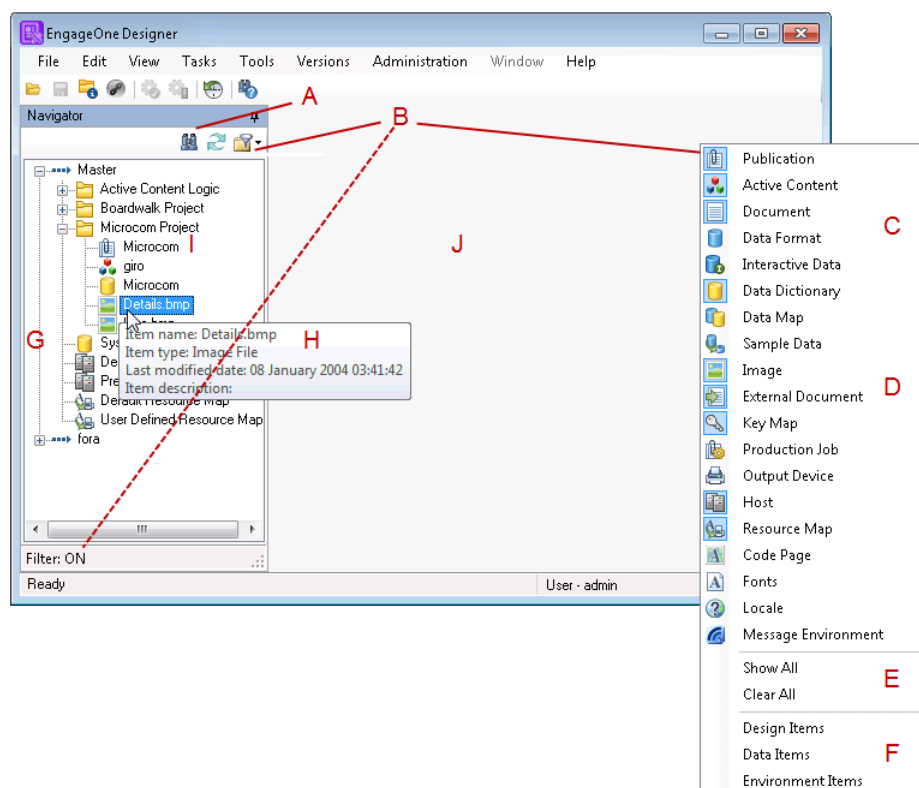 EngageOne Designer
File Edit View Tasks Tools Versions Administration Window Help
A
Navigator
B
Master
Active Content Logic
Boardwalk Project
Microcom Project
Microcom I
giro
Microcom
Details.bmp
G
Item name: Details.bmp
H
Item type: Image File
Last modified date: 08 January 2004 03:41:42
Item description:
Sys
De
Pre
Default Resource Map
User Defined Resource Map
fora
Filter: ON
Ready
User - admin
J
Publication
Active Content
Document
C
Data Format
Interactive Data
Data Dictionary
Data Map
Sample Data
Image
External Document
D
Key Map
Production Job
Output Device
Host
Resource Map
Code Page
Fonts
Locale
Message Environment
Show All
E
Clear All
Design Items
Data Items
F
Environment Items